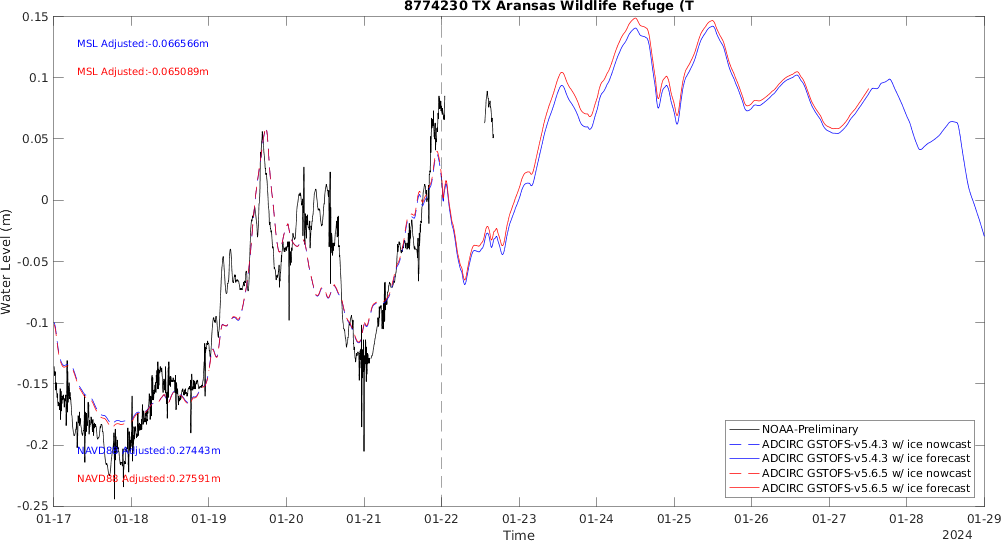 8774230 TX Aransas Wildlife Refuge (T
0.15
0.1
0.05
0
-0.05
-0.1
-0.15
-0.2
-0.25
Water Level (m)
MSL Adjusted:-0.066566m
MSL Adjusted:-0.065089m
NAVD88 Adjusted:0.27443m
NAVD88 Adjusted:0.27591m
NOAA-Preliminary
ADCIRC GSTOFS-v5.4.3 w/ ice nowcast
ADCIRC GSTOFS-v5.4.3 w/ ice forecast
ADCIRC GSTOFS-v5.6.5 w/ ice nowcast
ADCIRC GSTOFS-v5.6.5 w/ ice forecast
01-17 01-18 01-19 01-20 01-21 01-22 01-23 01-24 01-25 01-26 01-27 01-28 01-29
Time
2024